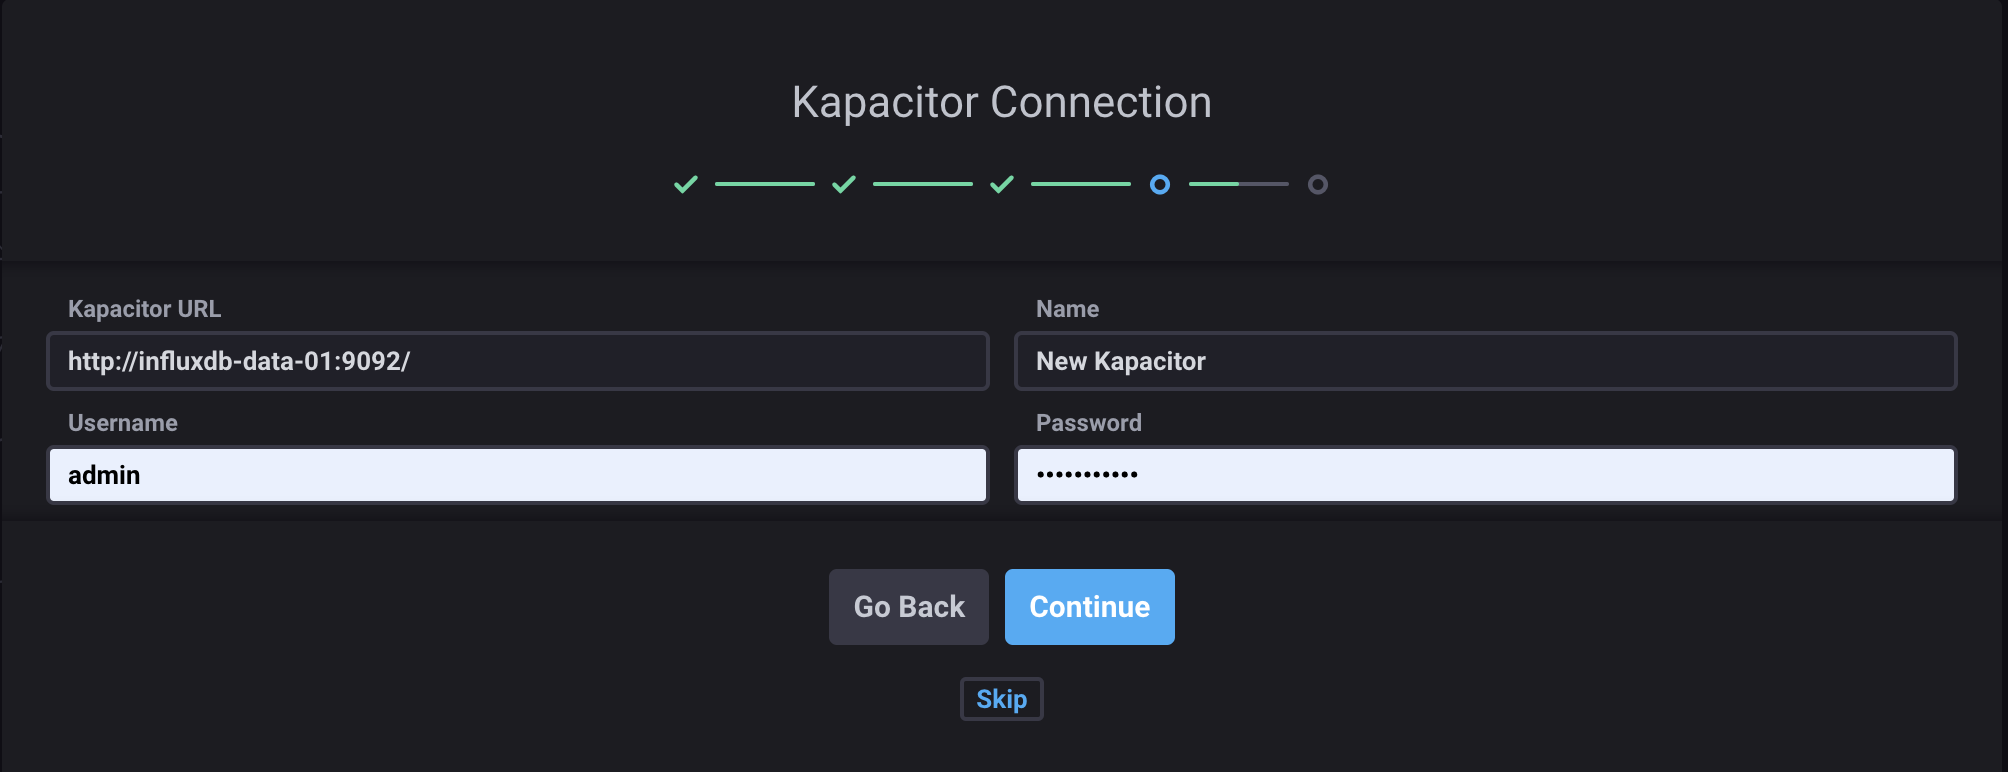 Kapacitor Connection
Kapacitor URL
Name
http://influxdb-data-01:9092/
New Kapacitor
Username
Password
admin
•••••••••••
Go Back
Continue
Skip